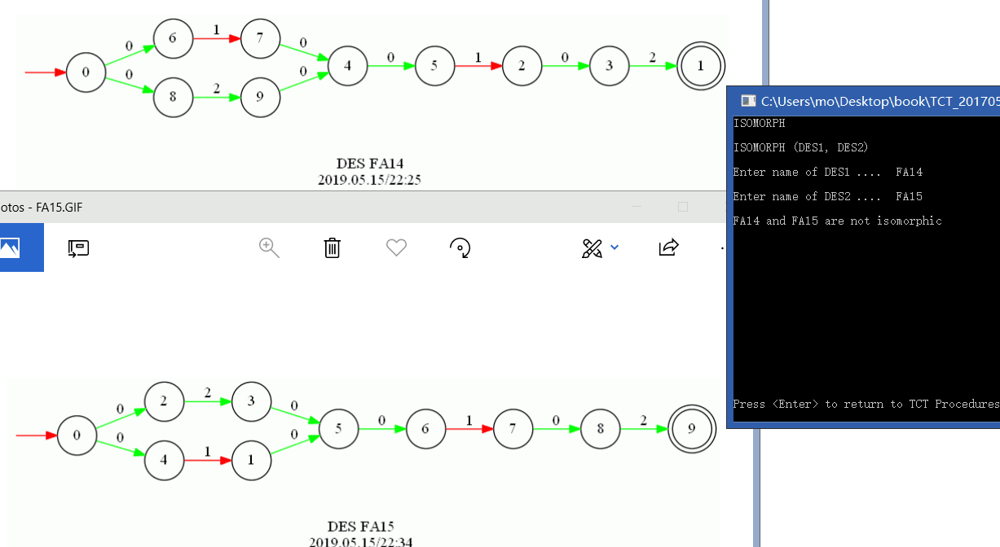 0 6 1 7 0 4 0 5 1 2 0 3 2 1
0 0 8 2 9 0
DES FA14
2019.05.15/22:25
otos - FA15.GIF
0 2 2 3 0 5 0 6 1 7 0 8 2 9
0 0 4 1 1 0
DES FA15
2019.05.15/22:34
C:\Users\mo\Desktop\book\TCT_201705
ISOMORPH
ISOMORPH (DES1, DES2)
Enter name of DES1 .... FA14
Enter name of DES2 .... FA15
FA14 and FA15 are not isomorphic
Press <Enter> to return to TCT Procedures